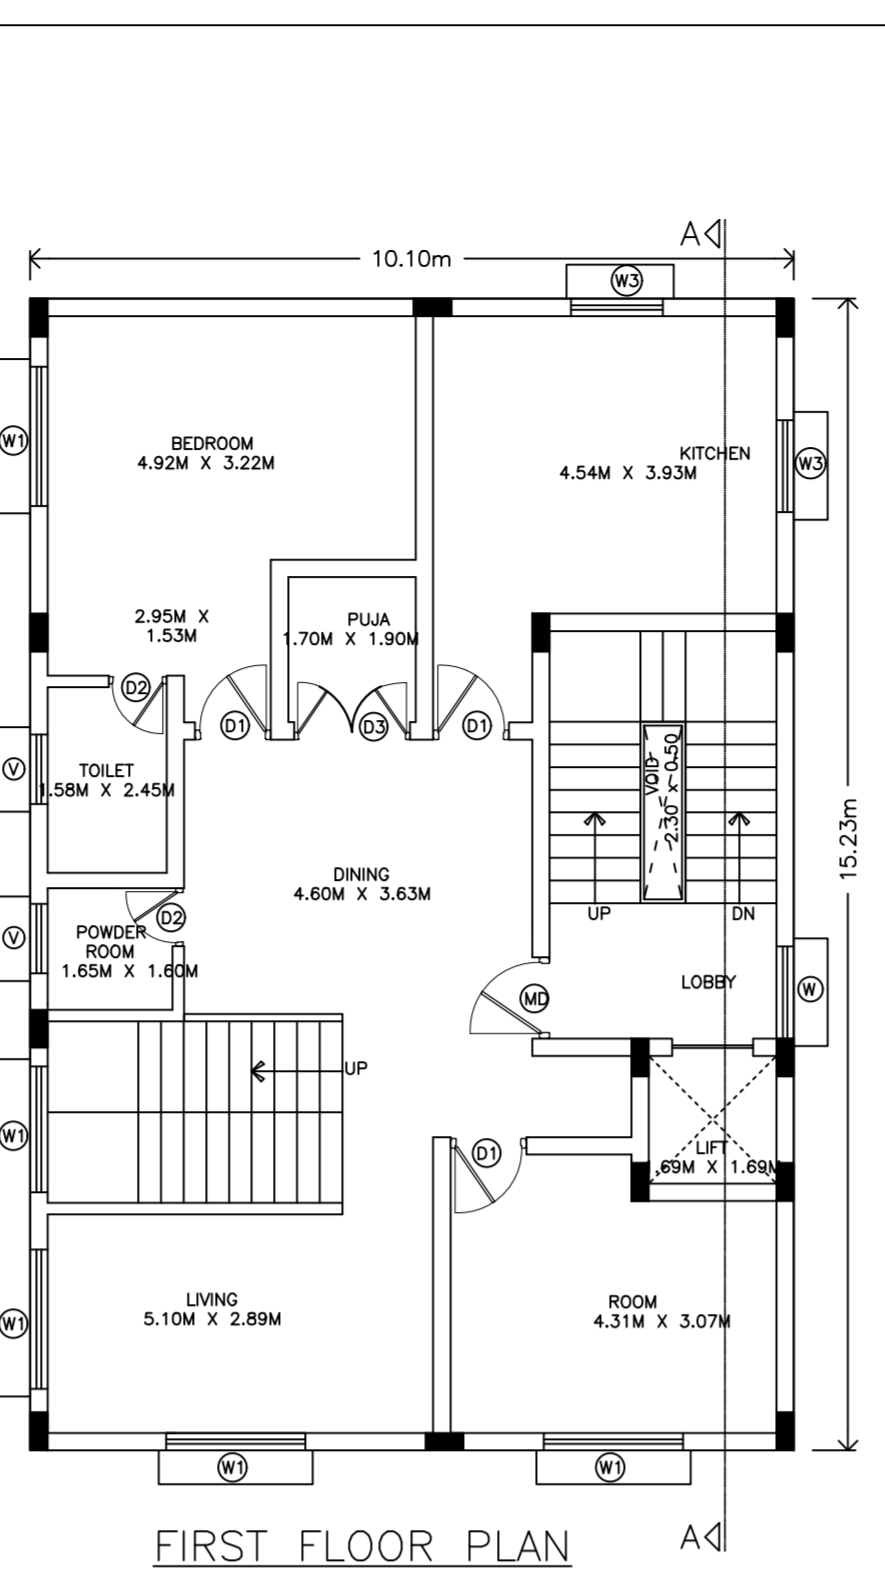 A
10.10m
W3
W1
BEDROOM
4.92M X 3.22M
KITCHEN
4.54M X 3.93M
W3
2.95M X
1.53M
PUJA
1.70M X 1.90M
D2
D1
D3
D1
V
TOILET
1.58M X 2.45M
VOID
2.30 x 0.50
15.23m
DINING
4.60M X 3.63M
UP
DN
V
D2
POWDER
ROOM
1.65M X 1.60M
LOBBY
W
MD
UP
W1
D1
LIFT
.69M X 1.69M
W1
LIVING
5.10M X 2.89M
ROOM
4.31M X 3.07M
W1
W1
A
FIRST FLOOR PLAN